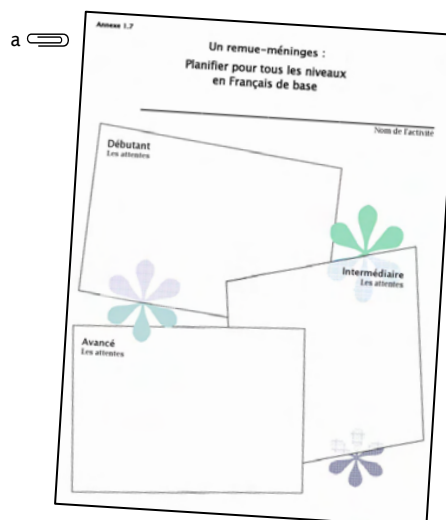 a
Annexe 1.7
Un remue-méninges :
Planifier pour tous les niveaux
en Français de base
Nom de l'activité
Débutant
Les attentes
Intermédiaire
Les attentes
Avancé
Les attentes